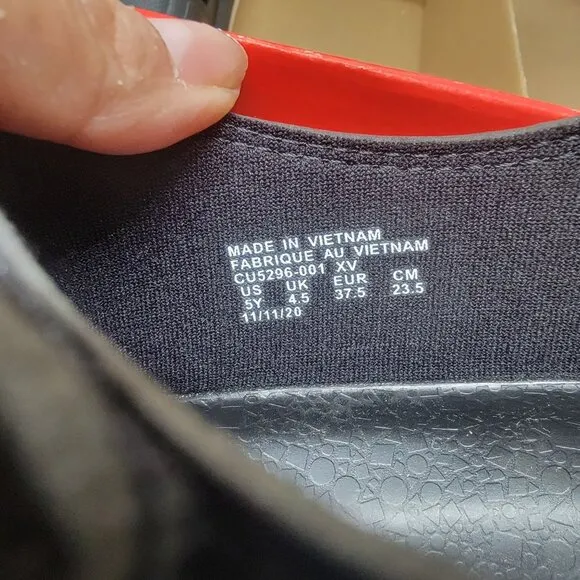 MADE IN VIETNAM
FABRIQUE AU VIETNAM
CU5296-001 XV
US UK EUR CM
5Y 4.5 37.5 23.5
11/11/20